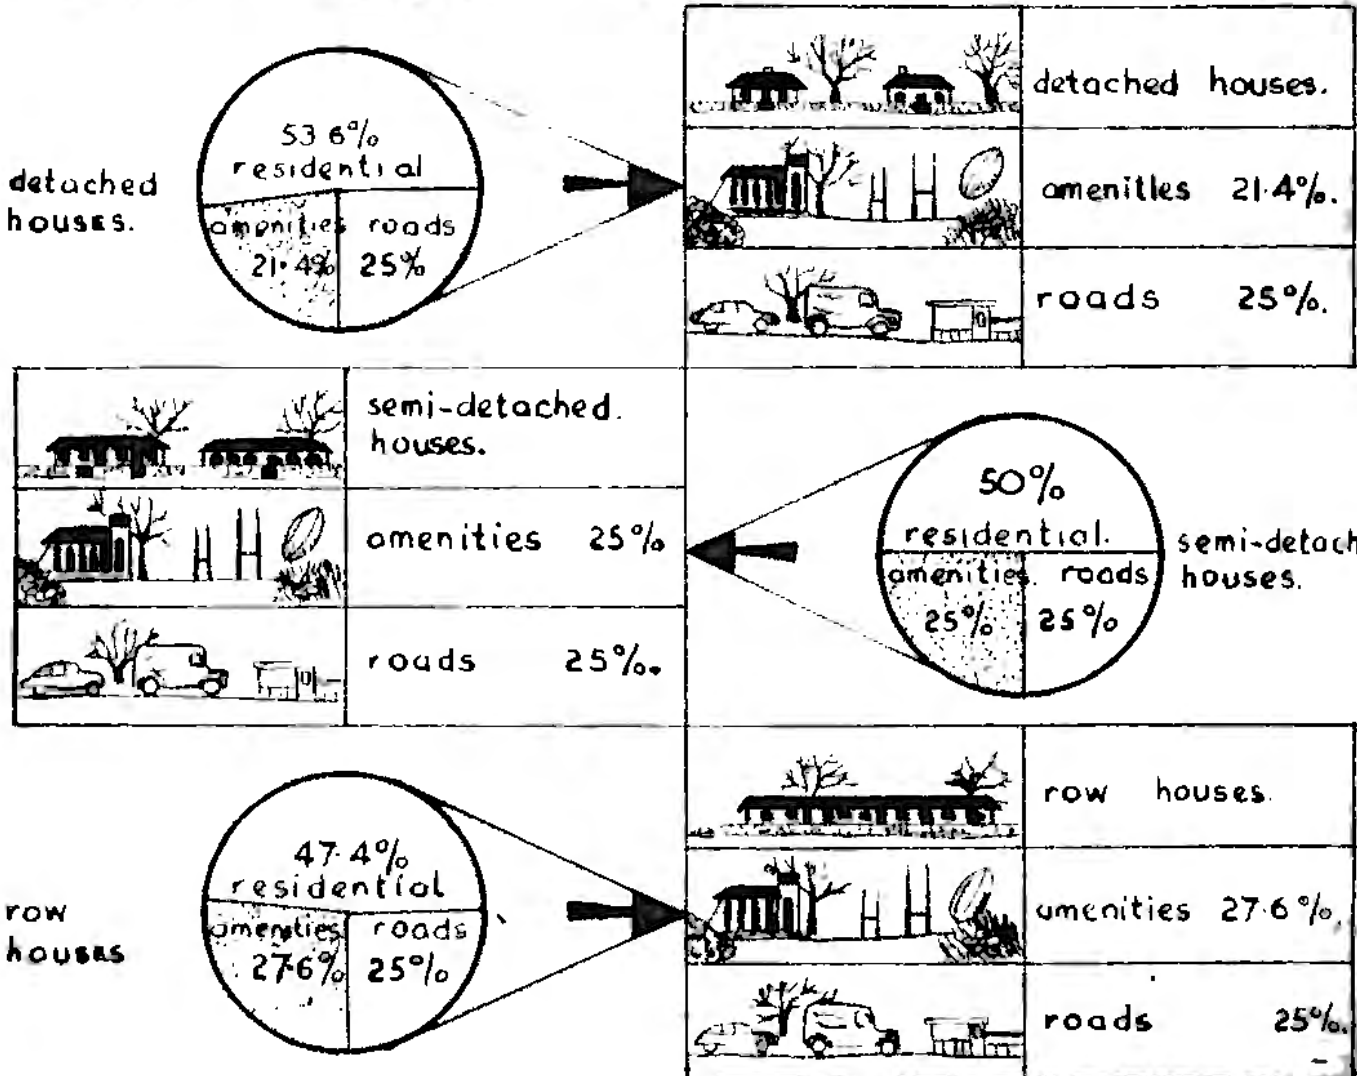 detached
houses.
53.6%
residential
amenities
21.4%
roads
25%
detached houses.
amenities 21.4%.
roads 25%.
semi-detached.
houses.
amenities 25%
roads 25%.
50%
residential.
amenities.
25%
roads
25%
semi-detach
houses.
row
houses
47.4%
residential
amenities
27.6%
roads
25%
row houses.
amenities 27.6%.
roads 25%.